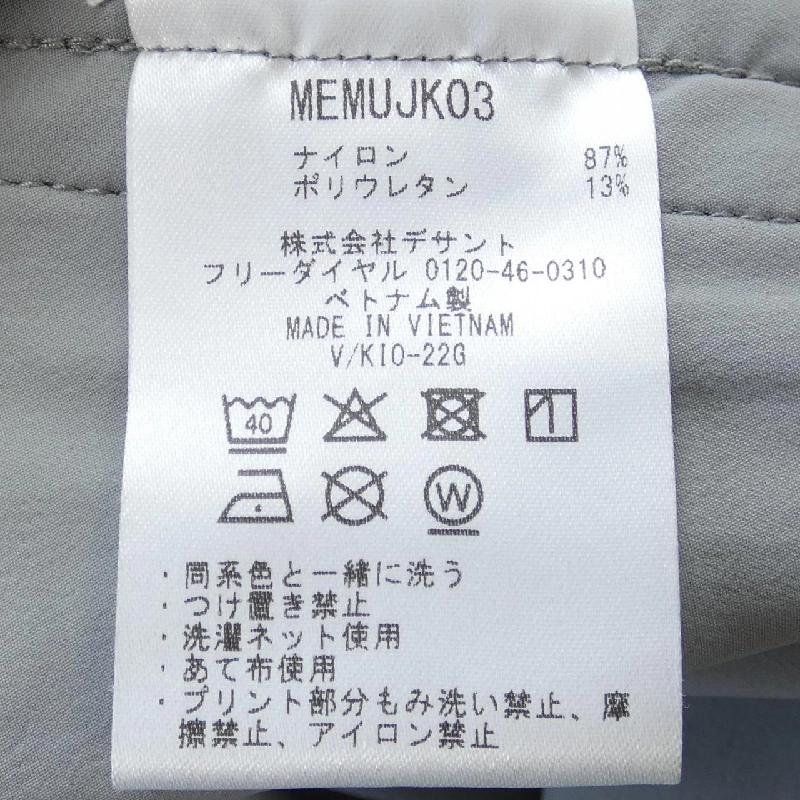 MEMUJK03
ナイロン 87%
ポリウレタン 13%
株式会社デサント
フリーダイヤル 0120-46-0310
ベトナム製
MADE IN VIETNAM
V/KIO-22G
40
W
・同系色と一緒に洗う
・つけ置き禁止
・洗濯ネット使用
・あて布使用
・プリント部分もみ洗い禁止、摩
擦禁止、アイロン禁止